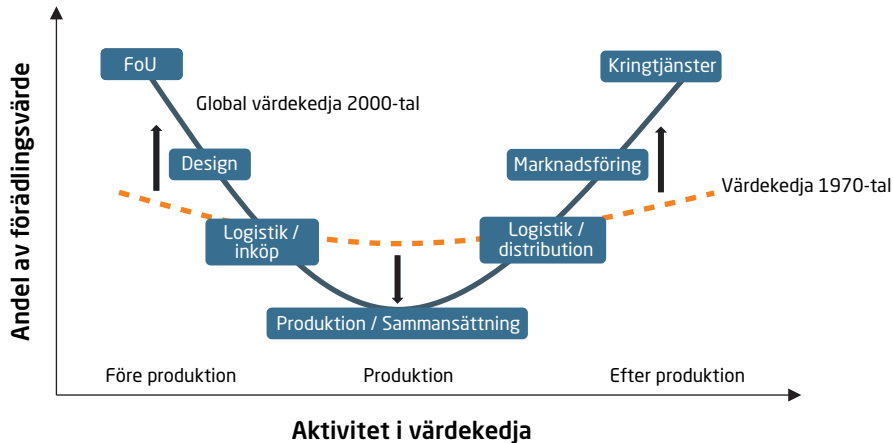 FoU
Kringtjänster
Global värdekedja 2000-tal
Design
Marknadsföring
Värdekedja 1970-tal
Logistik /
inköp
Logistik /
distribution
Produktion / Sammansättning
Andel av förädlingsvärde
Före produktion
Produktion
Efter produktion
Aktivitet i värdekedja